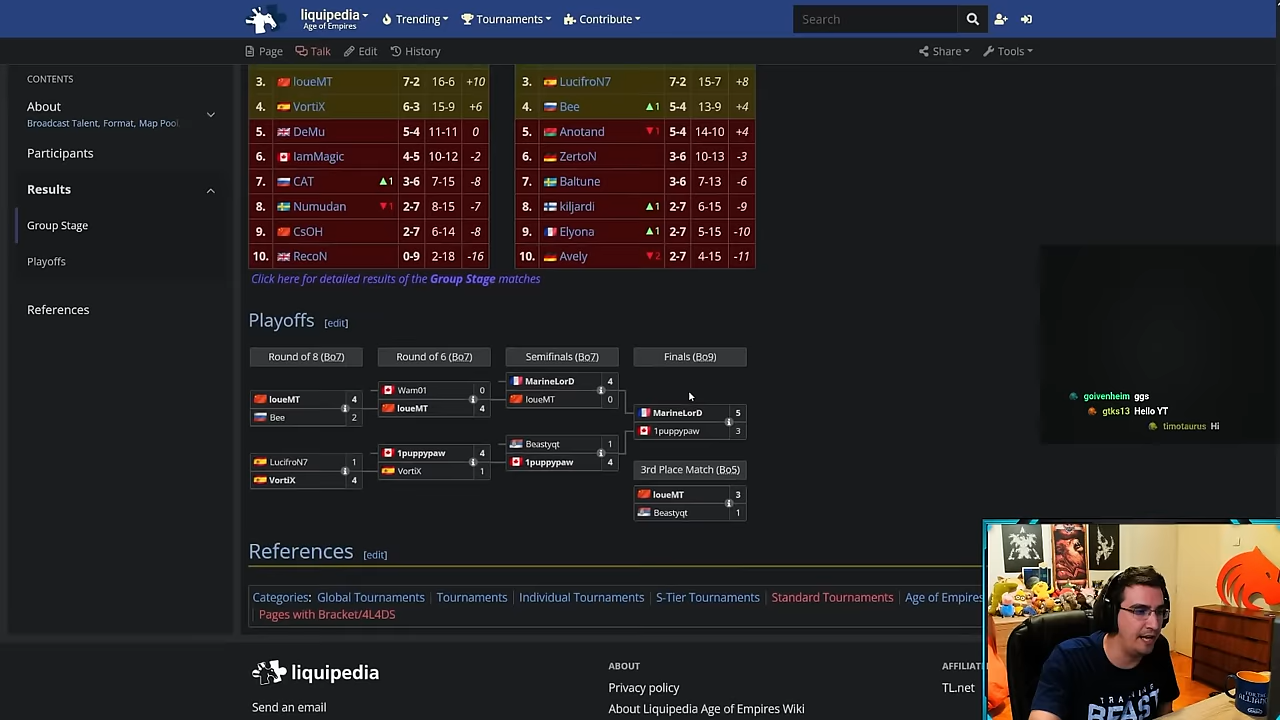 liquipedia
Age of Empires
Trending
Tournaments
Contribute
Search
Page
Talk
Edit
History
Share
Tools
CONTENTS
About
Broadcast Talent, Format, Map Pool
Participants
Results
Group Stage
Playoffs
References
3. loueMT 7-2 16-6 +10
4. VortiX 6-3 15-9 +6
5. DeMu 5-4 11-11 0
6. IamMagic 4-5 10-12 -2
7. CAT ▲1 3-6 7-15 -8
8. Numudan ▼1 2-7 8-15 -7
9. CsOH 2-7 6-14 -8
10. RecoN 0-9 2-18 -16
3. LucifroN7 7-2 15-7 +8
4. Bee ▲1 5-4 13-9 +4
5. Anotand ▼1 5-4 14-10 +4
6. ZertoN 3-6 10-13 -3
7. Baltune 3-6 7-13 -6
8. kiljardi ▲1 2-7 6-15 -9
9. Elyona ▲1 2-7 5-15 -10
10. Avely ▼2 2-7 4-15 -11
Click here for detailed results of the Group Stage matches
Playoffs [edit]
Round of 8 (Bo7)
loueMT 4
Bee 2
LucifroN7 1
VortiX 4
Round of 6 (Bo7)
Wam01 0
loueMT 4
1puppypaw 4
VortiX 1
Semifinals (Bo7)
MarineLorD 4
loueMT 0
Beastyqt 1
1puppypaw 4
Finals (Bo9)
MarineLorD 5
1puppypaw 3
3rd Place Match (Bo5)
loueMT 3
Beastyqt 1
References [edit]
Categories: Global Tournaments Tournaments Individual Tournaments S-Tier Tournaments Standard Tournaments Age of Empires
Pages with Bracket/4L4DS
liquipedia
Send an email
ABOUT
Privacy policy
About Liquipedia Age of Empires Wiki
TL.net
goivenheim ggs
gtks13 Hello YT
timotaurus Hi
BEAST